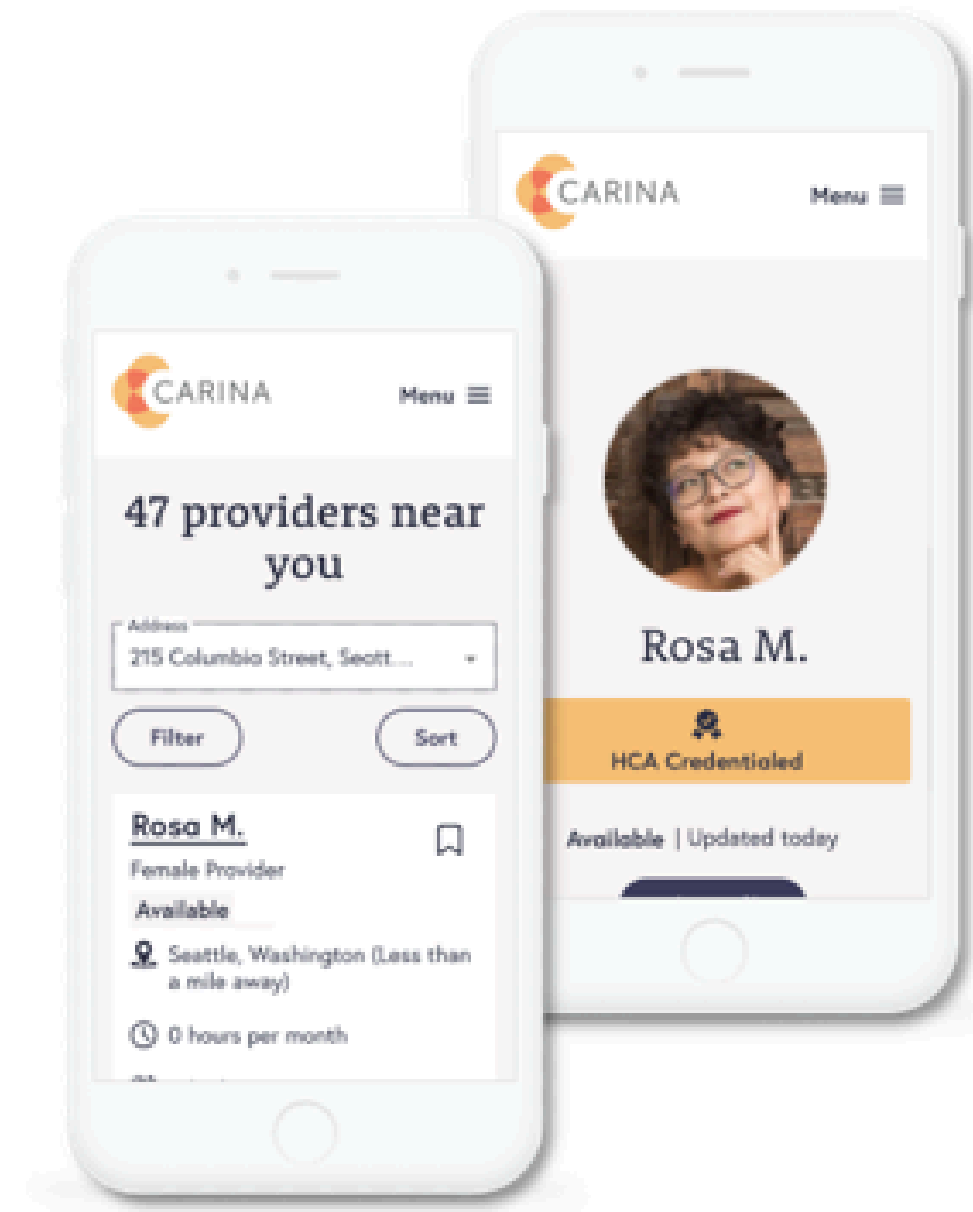 CARINA
Menu
47 providers near
you
Address
215 Columbia Street, Seatt...
Filter
Sort
Rosa M.
Female Provider
Available
Seattle, Washington (Less than
a mile away)
0 hours per month
CARINA
Menu
Rosa M.
HCA Credentialed
Available | Updated today